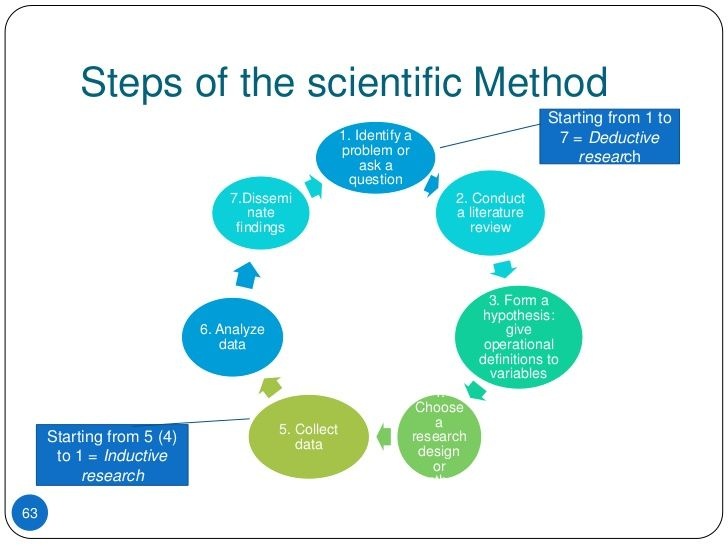 Steps of the scientific Method
Starting from 1 to
7 = Deductive
research
1. Identify a
problem or
ask a
question
2. Conduct
a literature
review
3. Form a
hypothesis:
give
operational
definitions to
variables
Choose
a
research
design
or
5. Collect
data
6. Analyze
data
7.Dissemi
nate
findings
Starting from 5 (4)
to 1 = Inductive
research
63